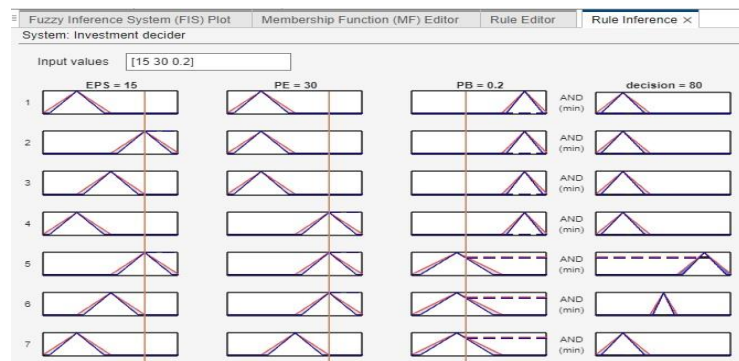 Fuzzy Inference System (FIS) Plot Membership Function (MF) Editor Rule Editor Rule Inference ×
System: Investment decider
Input values [15 30 0.2]
EPS = 15 PE = 30 PB = 0.2 decision = 80
1 AND
(min)
2 AND
(min)
3 AND
(min)
4 AND
(min)
5 AND
(min)
6 AND
(min)
7 AND
(min)